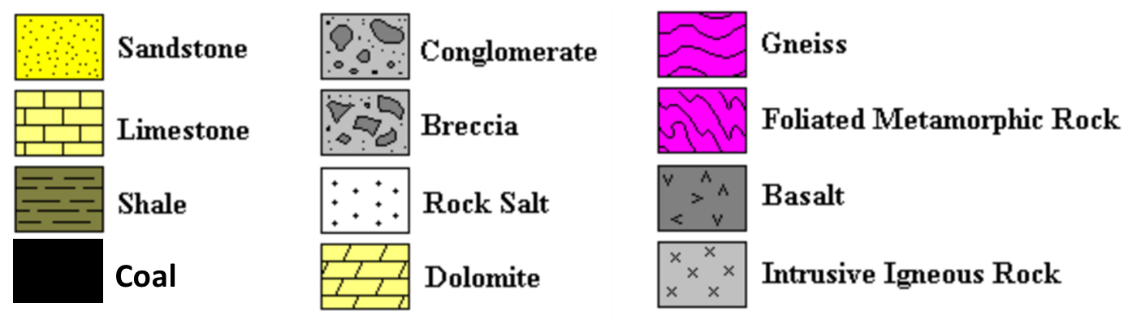 Sandstone
Limestone
Shale
Coal
Conglomerate
Breccia
Rock Salt
Dolomite
Gneiss
Foliated Metamorphic Rock
Basalt
Intrusive Igneous Rock